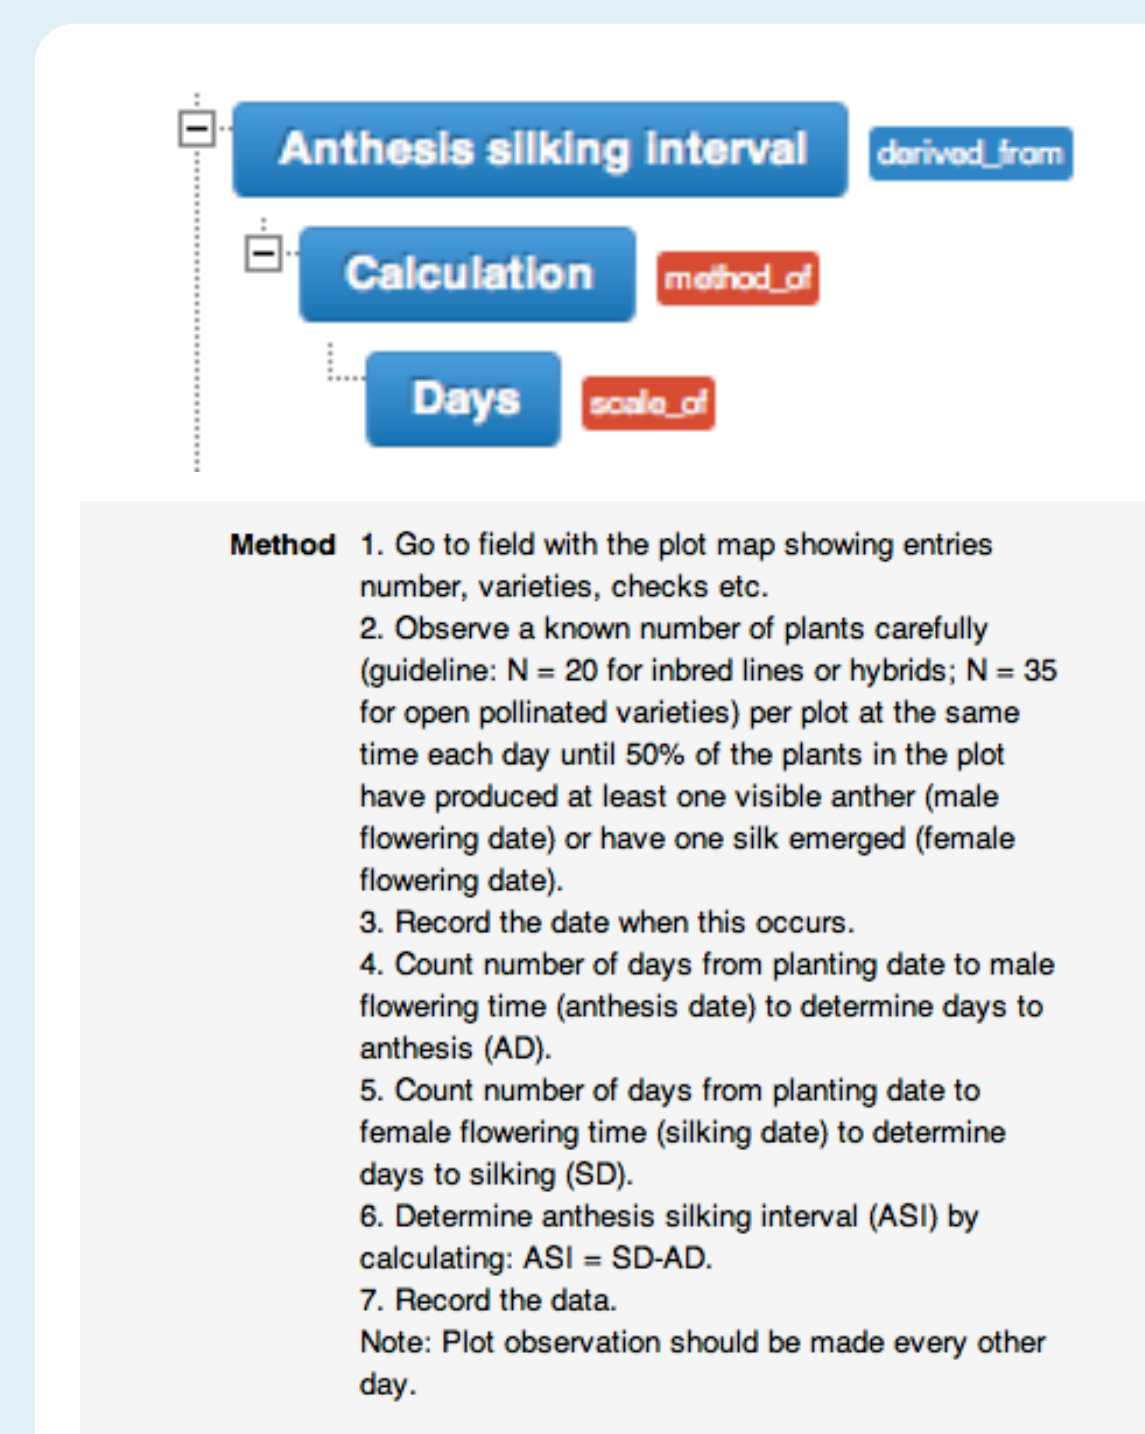 Anthesis silking interval derived_from
Calculation method_of
Days scale_of
Method 1. Go to field with the plot map showing entries
number, varieties, checks etc.
2. Observe a known number of plants carefully
(guideline: N = 20 for inbred lines or hybrids; N = 35
for open pollinated varieties) per plot at the same
time each day until 50% of the plants in the plot
have produced at least one visible anther (male
flowering date) or have one silk emerged (female
flowering date).
3. Record the date when this occurs.
4. Count number of days from planting date to male
flowering time (anthesis date) to determine days to
anthesis (AD).
5. Count number of days from planting date to
female flowering time (silking date) to determine
days to silking (SD).
6. Determine anthesis silking interval (ASI) by
calculating: ASI = SD-AD.
7. Record the data.
Note: Plot observation should be made every other
day.